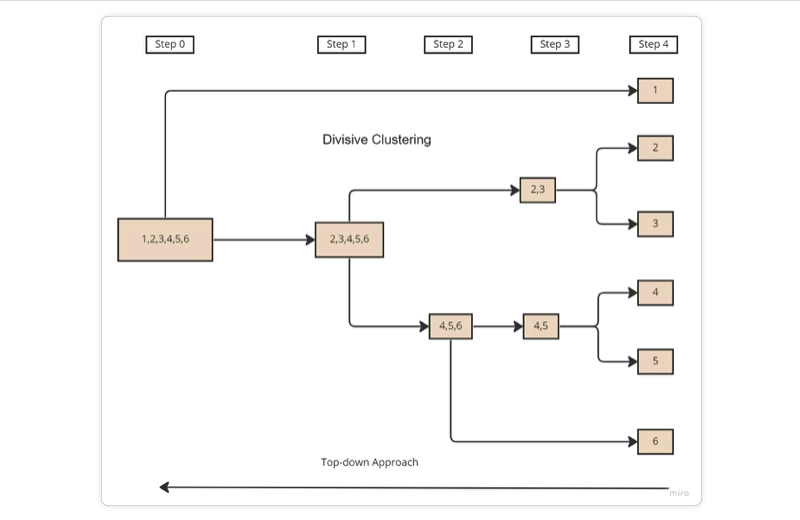 Step 0
Step 1
Step 2
Step 3
Step 4
1
Divisive Clustering
2
2,3
3
1,2,3,4,5,6
2,3,4,5,6
4
4,5,6
4,5
5
6
Top-down Approach
miro